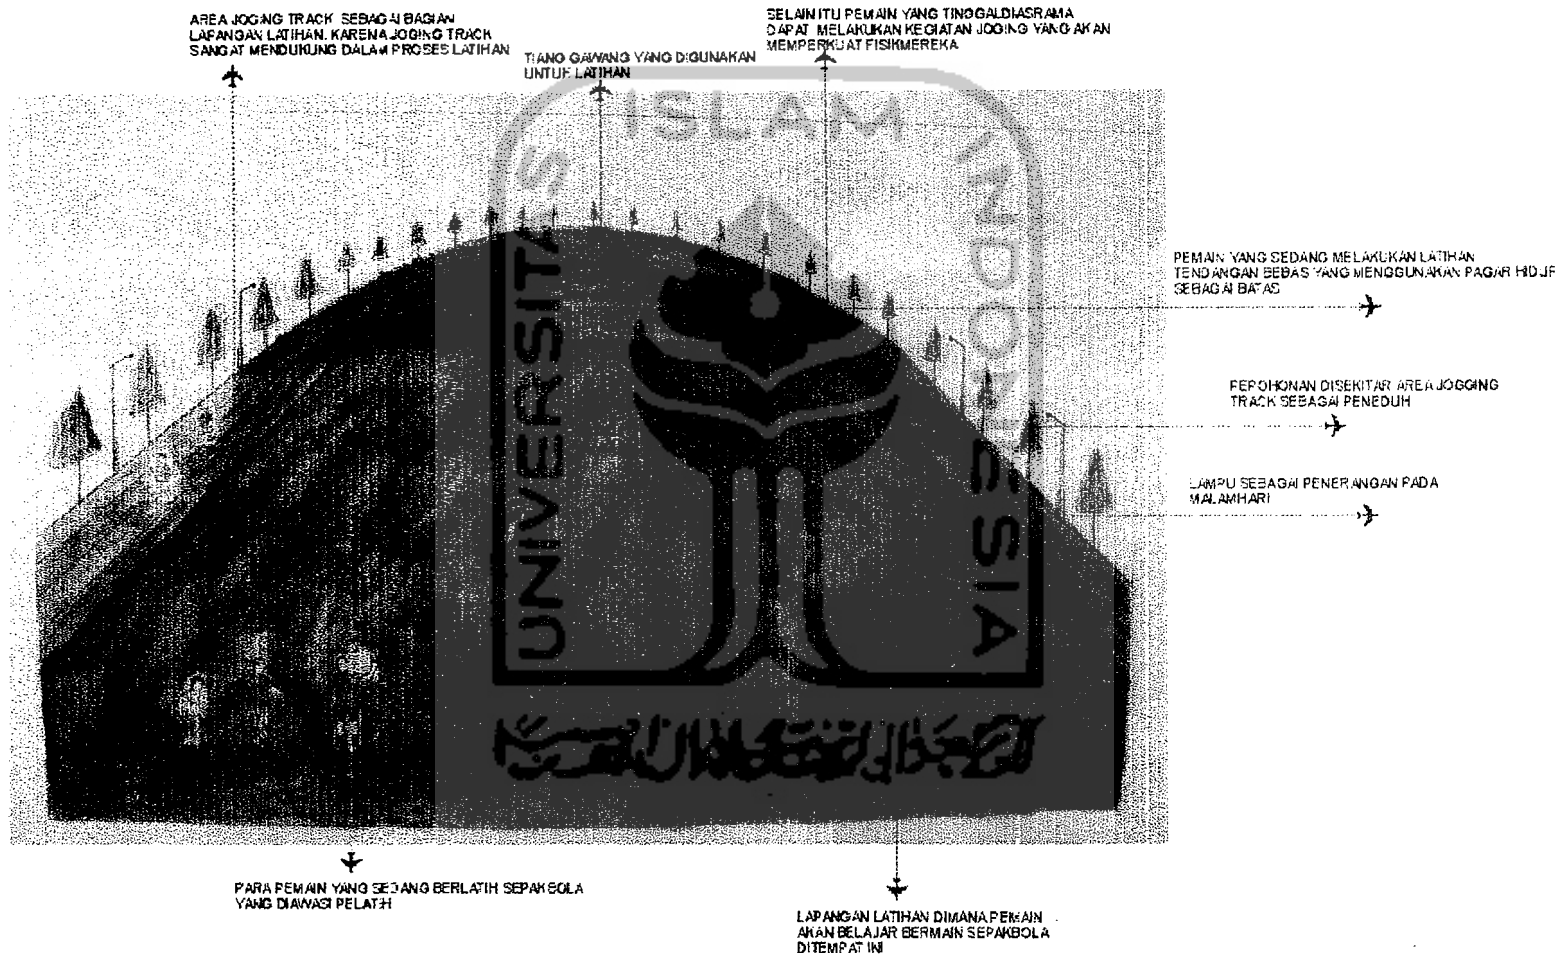 AREA JOGING TRACK SEBAGAI BAGIAN
LAPANGAN LATIHAN. KARENA JOGING TRACK
SANGAT MENDUKUNG DALAM PROSES LATIHAN
TIANG GAWANG YANG DIGUNAKAN
UNTUK LATIHAN
SELAIN ITU PEMAIN YANG TINGGALDIASRAMA
DAPAT MELAKUKAN KEGIATAN JOGING YANG AKAN
MEMPERKUAT FISIKMEREKA
UNIVERSITAS
ISLAM
INDONESIA
PEMAIN YANG SEDANG MELAKUKAN LATIHAN
TENDANGAN BEBAS YANG MENGGUNAKAN PAGAR HIDUP
SEBAGAI BATAS
PEPOHONAN DISEKITAR AREA JOGGING
TRACK SEBAGAI PENEDUH
LAMPU SEBAGAI PENERANGAN PADA
MALAMHARI
PARA PEMAIN YANG SEDANG BERLATIH SEPAKBOLA
YANG DIAWASI PELATIH
LAPANGAN LATIHAN DIMANA PEMAIN
AKAN BELAJAR BERMAIN SEPAKBOLA
DITEMPAT INI